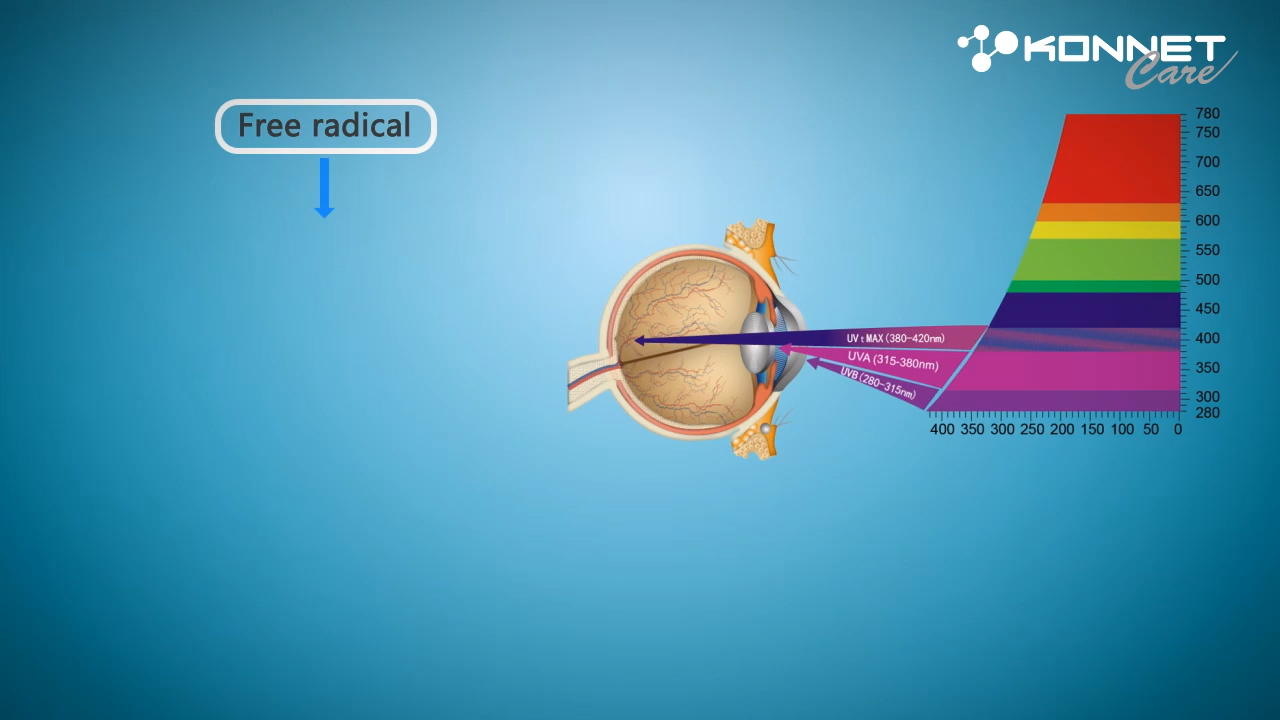 KONNET
Care
Free radical
780
750
700
650
600
550
500
450
400
350
300
280
UV t MAX (380-420nm)
UVA (315-380nm)
UVB (280-315nm)
400 350 300 250 200 150 100 50 0